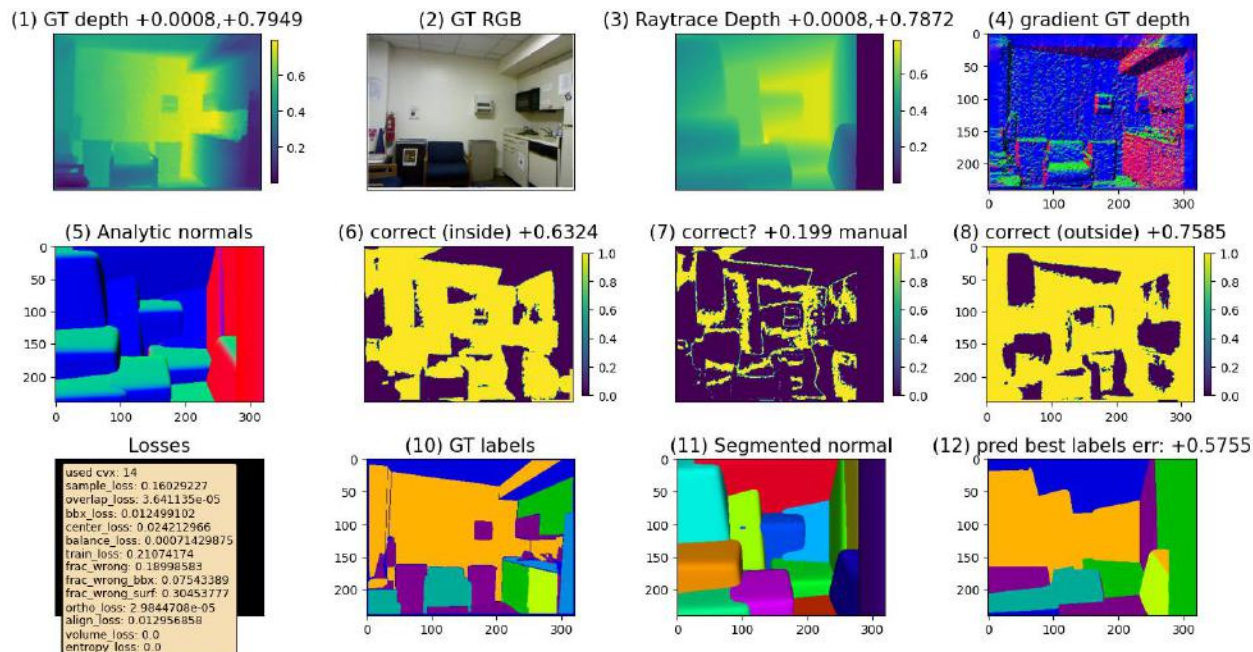 (1) GT depth +0.0008,+0.7949
(2) GT RGB
(3) Raytrace Depth +0.0008,+0.7872
(4) gradient GT depth
0.6
0.4
0.2
0.6
0.4
0.2
0
50
100
150
200
0 100 200 300
(5) Analytic normals
(6) correct (inside) +0.6324
(7) correct? +0.199 manual
(8) correct (outside) +0.7585
0
50
100
150
200
0 100 200 300
1.0
0.8
0.6
0.4
0.2
0.0
1.0
0.8
0.6
0.4
0.2
0.0
0
50
100
150
200
0 100 200 300
1.0
0.8
0.6
0.4
0.2
0.0
Losses
(10) GT labels
(11) Segmented normal
(12) pred best labels err: +0.5755
used cvx: 14
sample_loss: 0.16029227
overlap_loss: 3.641135e-05
bbx_loss: 0.012499102
center_loss: 0.024212966
balance_loss: 0.00071429875
train_loss: 0.21074174
frac_wrong: 0.18998583
frac_wrong_bbx: 0.07543389
frac_wrong_surf: 0.30453777
ortho_loss: 2.9844708e-05
align_loss: 0.012956858
volume_loss: 0.0
entropy_loss: 0.0
0
50
100
150
200
0 100 200 300
0
50
100
150
200
0 100 200 300
0
50
100
150
200
0 100 200 300